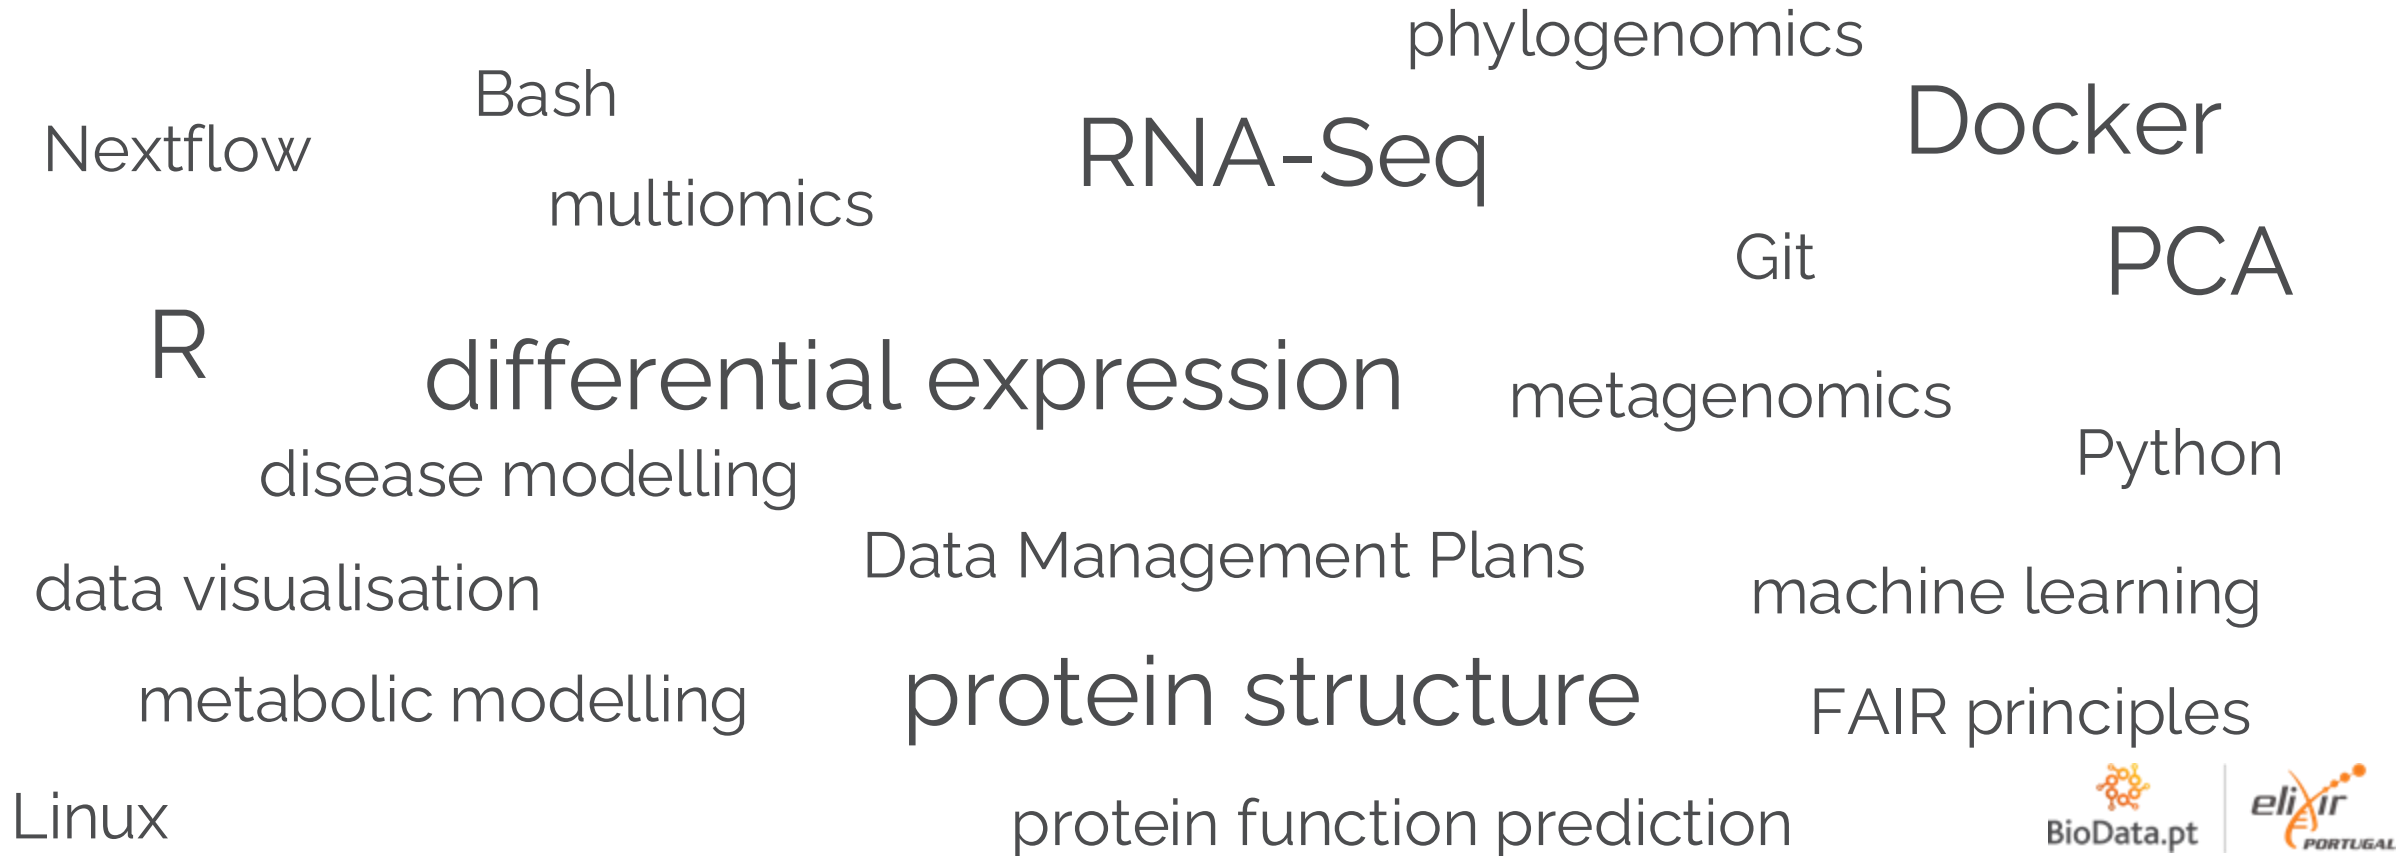 phylogenomics
Bash
Docker
Nextflow
RNA-Seq
multiomics
Git
PCA
R
differential expression
metagenomics
Python
disease modelling
Data Management Plans
data visualisation
machine learning
metabolic modelling
protein structure
FAIR principles
Linux
protein function prediction
BioData.pt
elixir
PORTUGAL